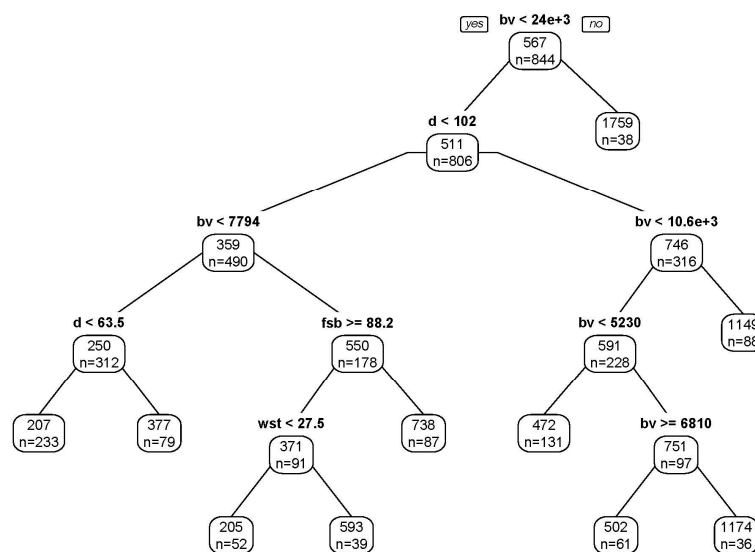 yes bv < 24e+3 no
567
n=844
d < 102
511
n=806
1759
n=38
bv < 7794
359
n=490
bv < 10.6e+3
746
n=316
d < 63.5
250
n=312
fsb >= 88.2
550
n=178
bv < 5230
591
n=228
1149
n=88
207
n=233
377
n=79
wst < 27.5
371
n=91
738
n=87
472
n=131
bv >= 6810
751
n=97
205
n=52
593
n=39
502
n=61
1174
n=36